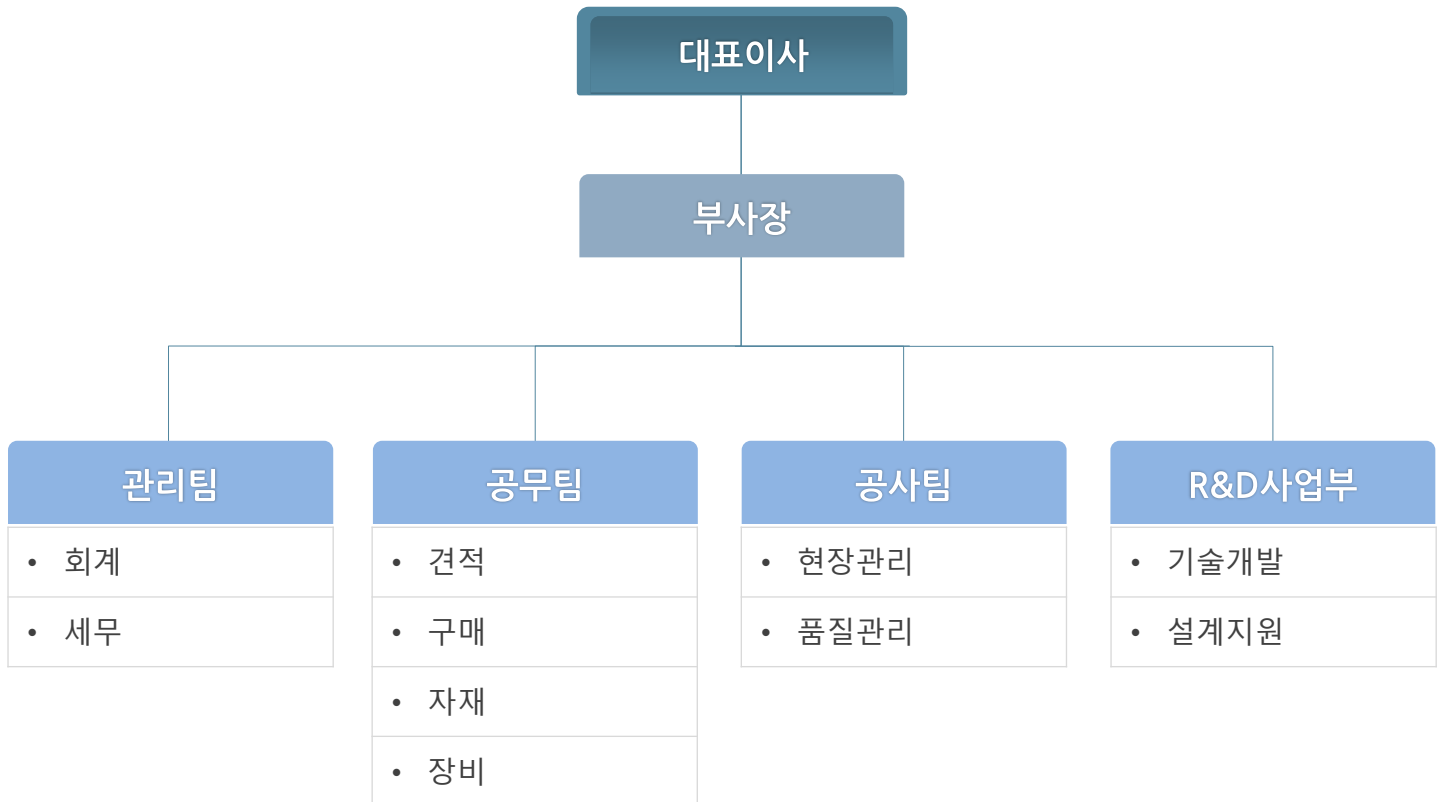 대표이사
부사장
관리팀
• 회계
• 세무
공무팀
• 견적
• 구매
• 자재
• 장비
공사팀
• 현장관리
• 품질관리
R&D사업부
• 기술개발
• 설계지원